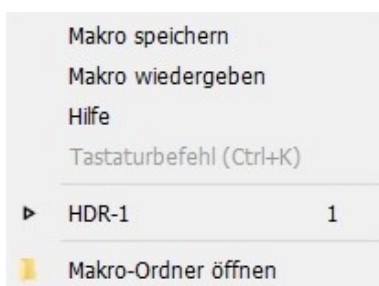 Makro speichern
Makro wiedergeben
Hilfe
Tastaturbefehl (Ctrl+K)
HDR-1 1
Makro-Ordner öffnen